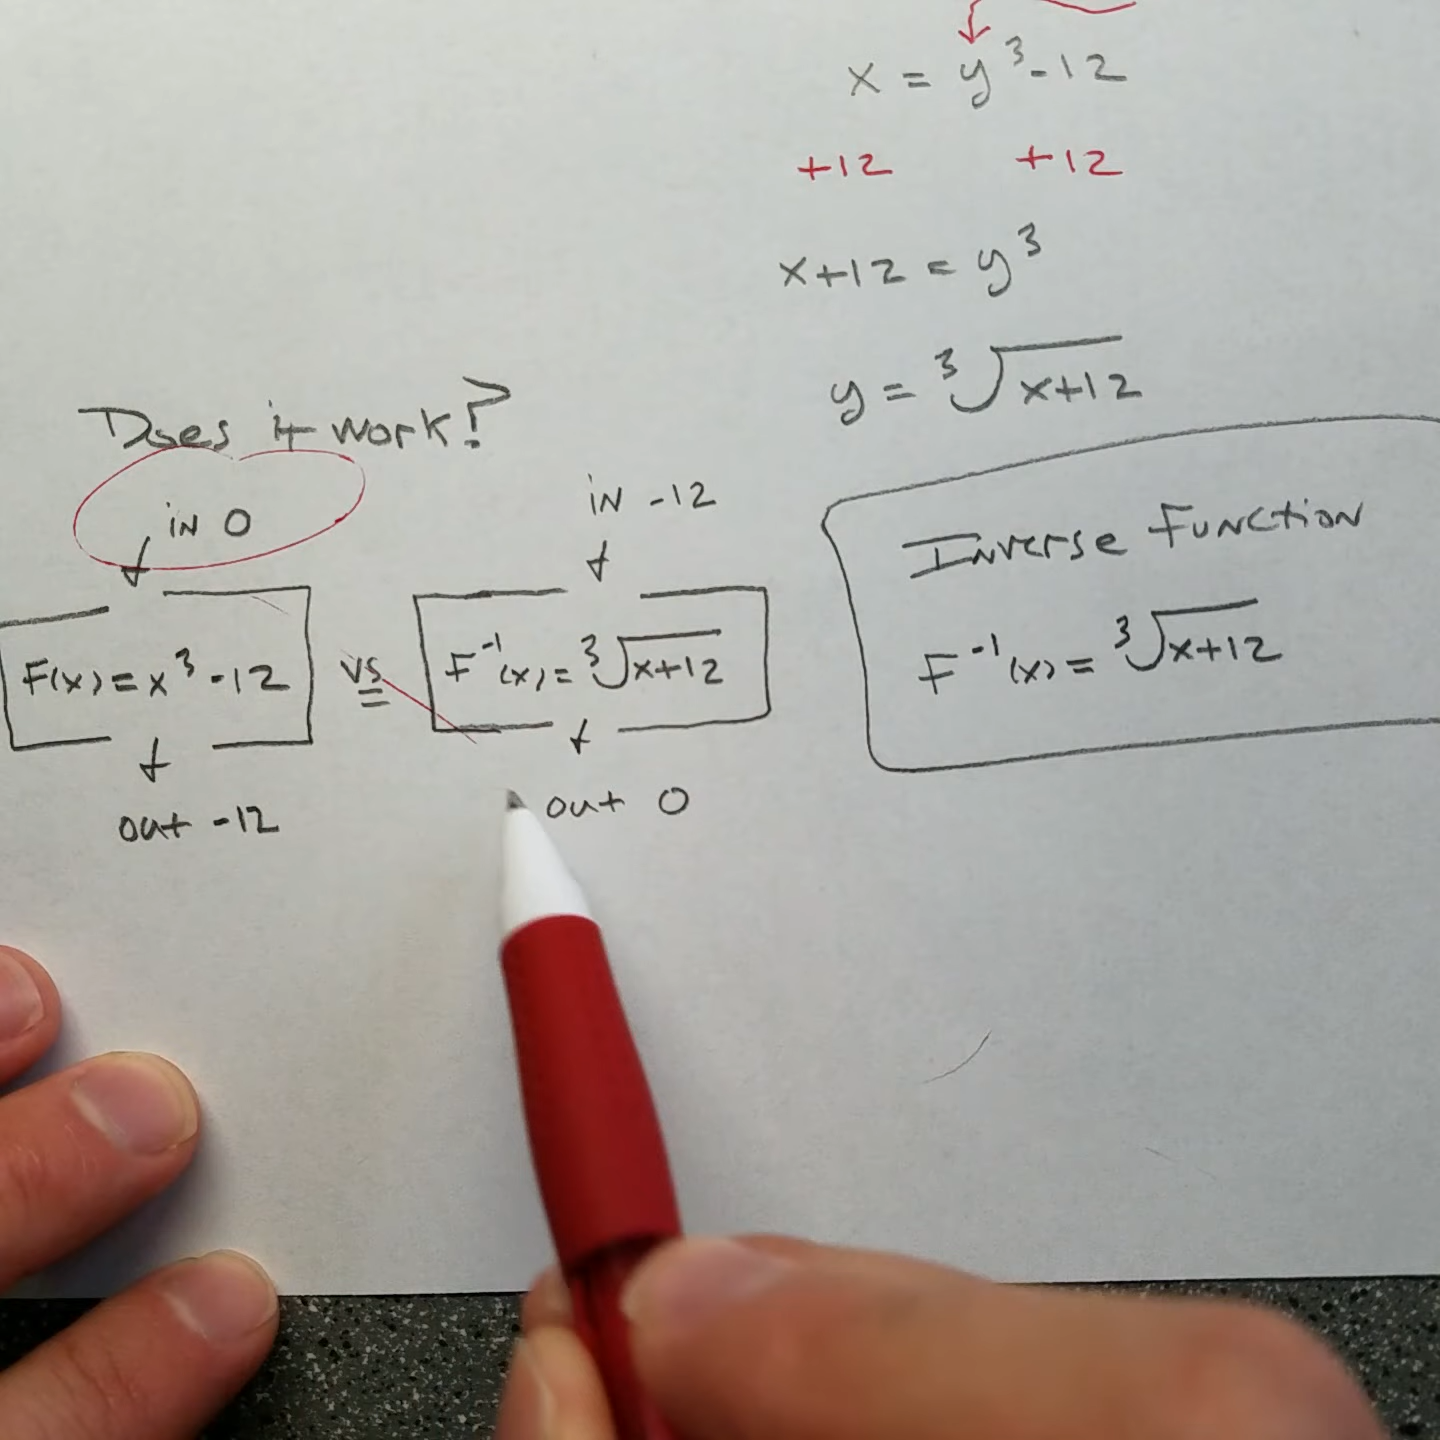 x = y³-12
+12 +12
x+12 = y³
y = ³√x+12
Does it work?
in 0
in -12
F(x)=x³-12
vs
F⁻¹(x)=³√x+12
out -12
out 0
Inverse Function
F⁻¹(x)=³√x+12